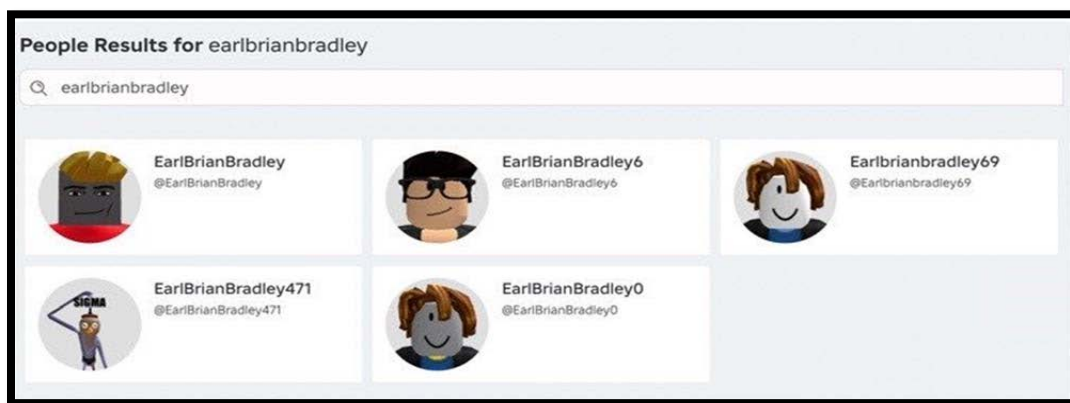 People Results for earlbrianbradley
earlbrianbradley
EarlBrianBradley
@EarlBrianBradley
EarlBrianBradley6
@EarlBrianBradley6
Earlbrianbradley69
@Earlbrianbradley69
SIGMA
EarlBrianBradley471
@EarlBrianBradley471
EarlBrianBradley0
@EarlBrianBradley0